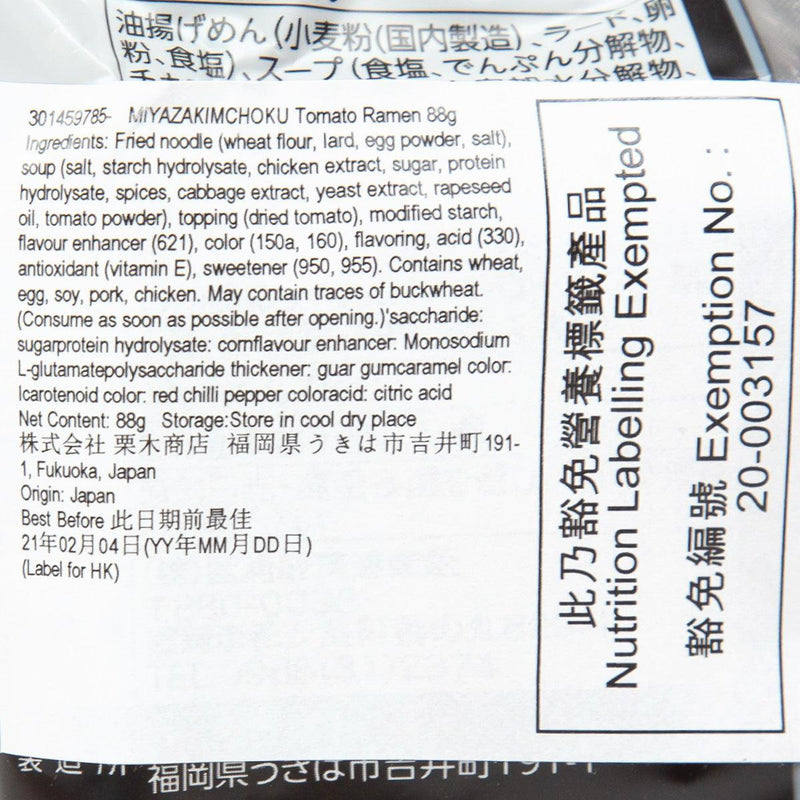 油揚げめん(小麦粉(国内製造)、ラード、卵
粉、食塩)、スープ(食塩、でんぷん分解物、
301459785- MIYAZAKIMCHOKU Tomato Ramen 88g
Ingredients: Fried noodle (wheat flour, lard, egg powder, salt),
soup (salt, starch hydrolysate, chicken extract, sugar, protein
hydrolysate, spices, cabbage extract, yeast extract, rapeseed
oil, tomato powder), topping (dried tomato), modified starch,
flavour enhancer (621), color (150a, 160), flavoring, acid (330),
antioxidant (vitamin E), sweetener (950, 955). Contains wheat,
egg, soy, pork, chicken. May contain traces of buckwheat.
(Consume as soon as possible after opening.)'saccharide:
sugarprotein hydrolysate: cornflavour enhancer: Monosodium
L-glutamatepolysaccharide thickener: guar gumcaramel color:
Icarotenoid color: red chilli pepper coloracid: citric acid
Net Content: 88g Storage:Store in cool dry place
株式会社 栗木商店 福岡県うきは市吉井町191-
1, Fukuoka, Japan
Origin: Japan
Best Before 此日期前最佳
21年02月04日(YY年MM月DD日)
(Label for HK)
此乃豁免營養標籤產品
Nutrition Labelling Exempted
豁免編號 Exemption No. :
20-003157
製造所 福岡県うきは市吉井町191-1